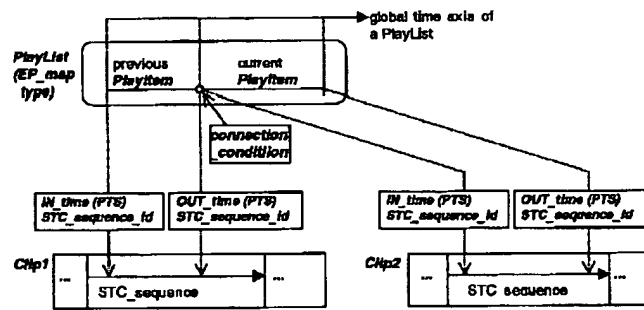 global time axis of
a PlayList
PlayList
(EP_map
type)
previous
PlayItem
current
PlayItem
connection
_condition
IN_time (PTS)
STC_sequence_id
OUT_time (PTS)
STC_sequence_id
IN_time (PTS)
STC_sequence_id
OUT_time (PTS)
STC_sequence_id
Clip1
...
STC_sequence
...
Clip2
...
STC sequence
...